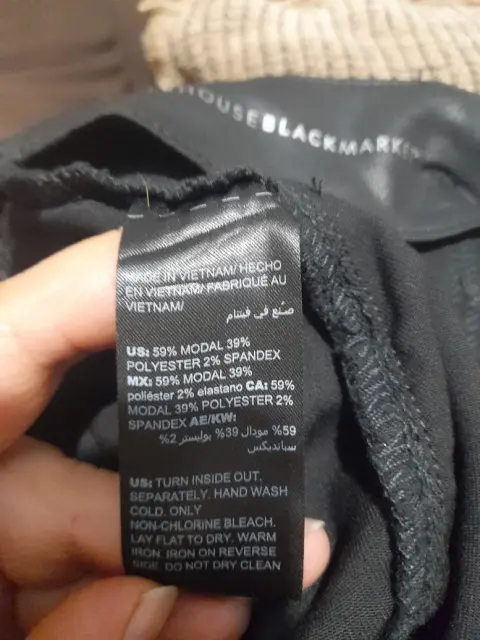 HOUSEBLACKMARK
MADE IN VIETNAM/ HECHO
EN VIETNAM/ FABRIQUÉ AU
VIETNAM/
صنع في فيتنام
US: 59% MODAL 39%
POLYESTER 2% SPANDEX
MX: 59% MODAL 39%
poliéster 2% elastano CA: 59%
MODAL 39% POLYESTER 2%
SPANDEX AE/KW:
59% مودال 39% بوليستر 2%
سباندكس
US: TURN INSIDE OUT,
SEPARATELY. HAND WASH
COLD. ONLY
NON-CHLORINE BLEACH.
LAY FLAT TO DRY. WARM
IRON. IRON ON REVERSE
SIDE. DO NOT DRY CLEAN